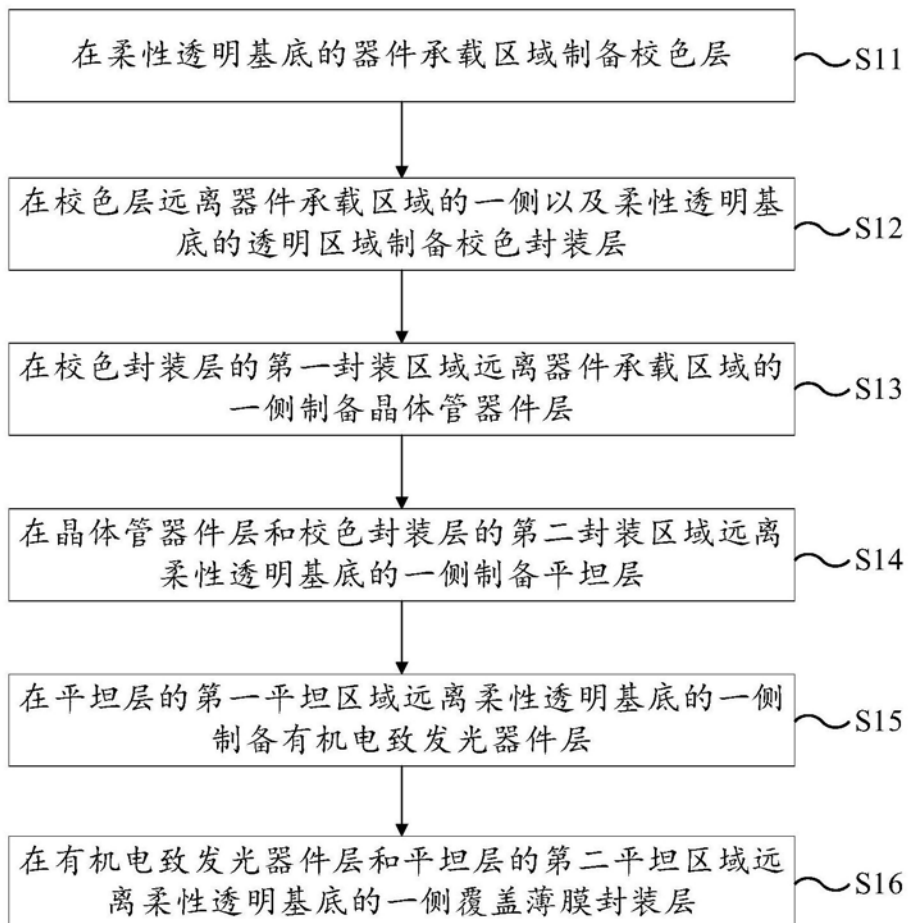 在柔性透明基底的器件承载区域制备校色层
S11
在校色层远离器件承载区域的一侧以及柔性透明基
底的透明区域制备校色封装层
S12
在校色封装层的第一封装区域远离器件承载区域的
一侧制备晶体管器件层
S13
在晶体管器件层和校色封装层的第二封装区域远离
柔性透明基底的一侧制备平坦层
S14
在平坦层的第一平坦区域远离柔性透明基底的一侧
制备有机电致发光器件层
S15
在有机电致发光器件层和平坦层的第二平坦区域远
离柔性透明基底的一侧覆盖薄膜封装层
S16